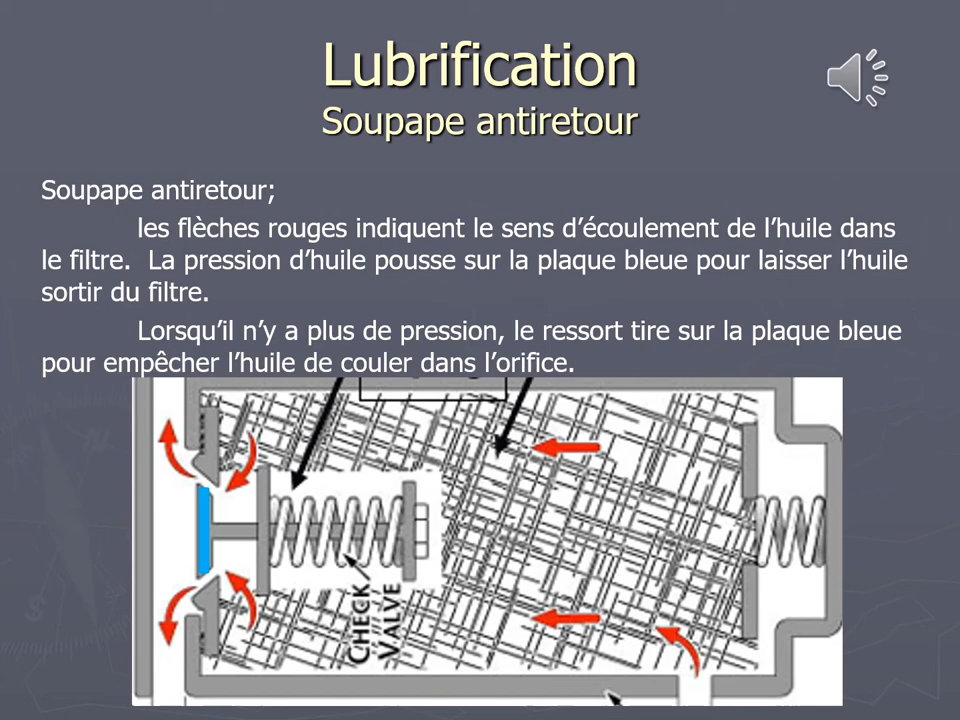 Lubrification
Soupape antiretour
Soupape antiretour;
les flèches rouges indiquent le sens d’écoulement de l’huile dans
le filtre.  La pression d’huile pousse sur la plaque bleue pour laisser l’huile
sortir du filtre.
Lorsqu’il n’y a plus de pression, le ressort tire sur la plaque bleue
pour empêcher l’huile de couler dans l’orifice.
CHECK
VALVE